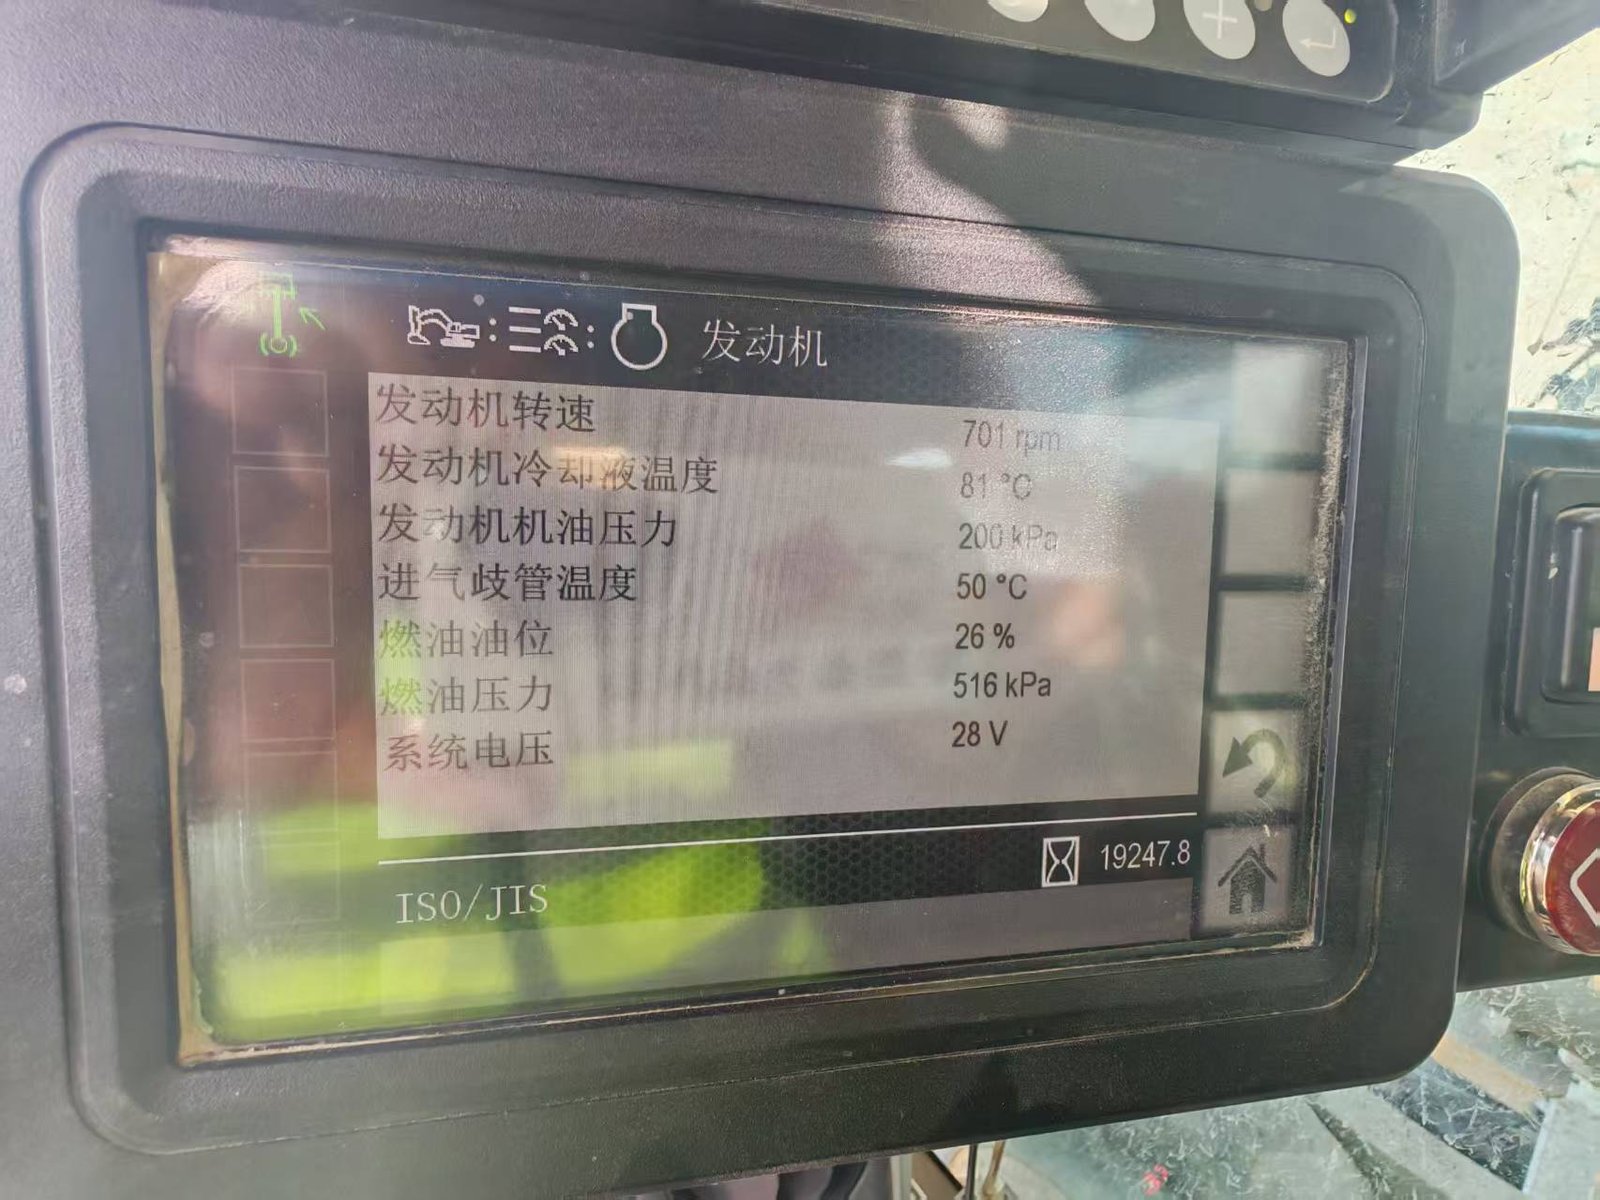 发动机
发动机转速 701 rpm
发动机冷却液温度 81 °C
发动机机油压力 200 kPa
进气歧管温度 50 °C
燃油油位 26 %
燃油压力 516 kPa
系统电压 28 V
19247.8
ISO/JIS